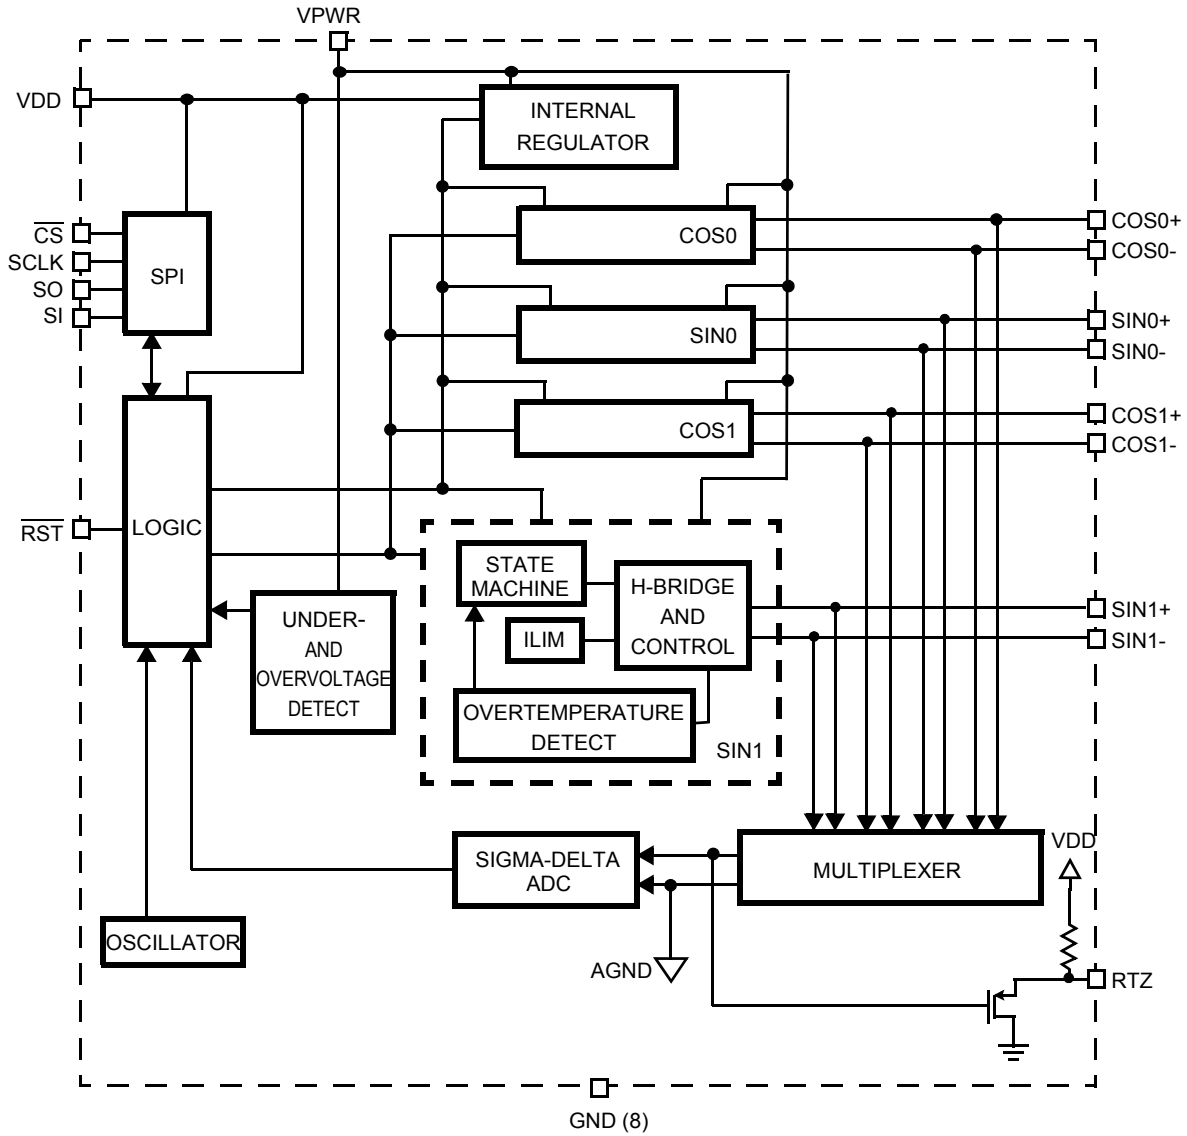 VPWR
VDD
INTERNAL
REGULATOR
CS
SCLK
SO
SI
SPI
COS0
COS0+
COS0-
SIN0
SIN0+
SIN0-
COS1
COS1+
COS1-
RST
LOGIC
STATE
MACHINE
H-BRIDGE
AND
CONTROL
ILIM
SIN1+
SIN1-
UNDER-
AND
OVERVOLTAGE
DETECT
OVERTEMPERATURE
DETECT
SIN1
SIGMA-DELTA
ADC
MULTIPLEXER
VDD
OSCILLATOR
AGND
RTZ
GND (8)